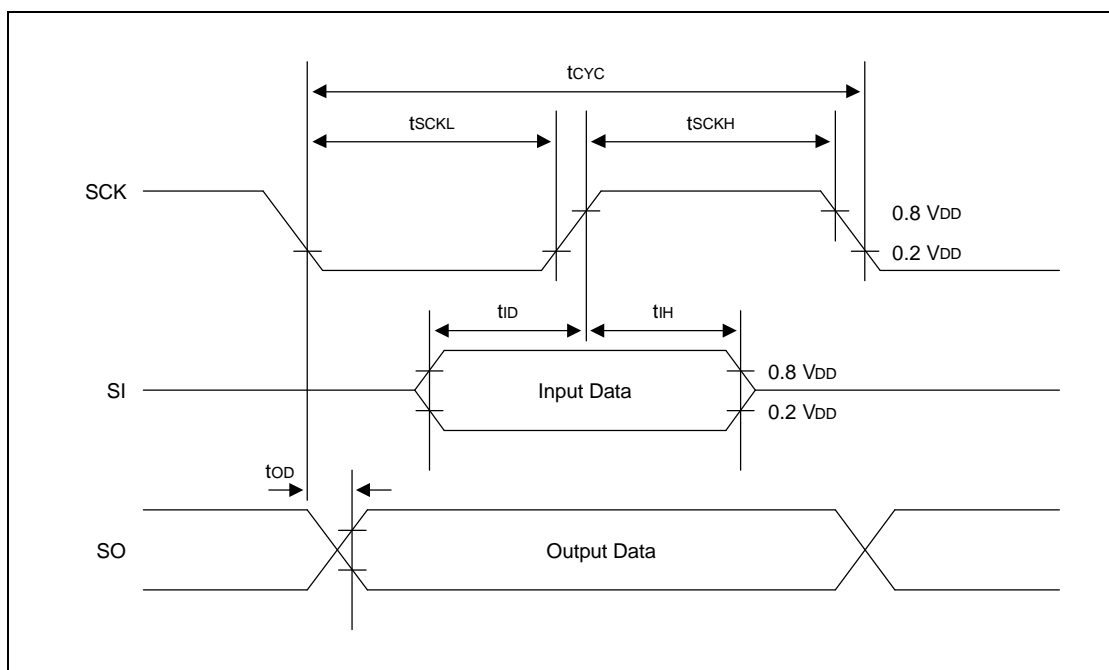 tCYC
tSCKL
tSCKH
SCK
0.8 VDD
0.2 VDD
tID
tIH
SI
Input Data
0.8 VDD
0.2 VDD
tOD
SO
Output Data